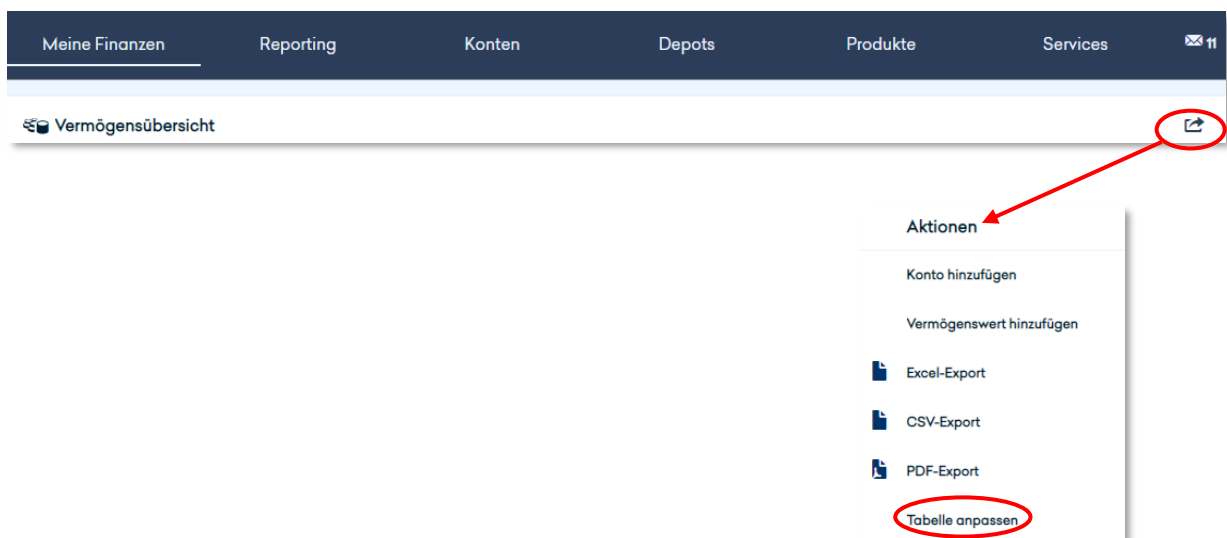 Meine Finanzen Reporting Konten Depots Produkte Services 11
Vermögensübersicht
Aktionen
Konto hinzufügen
Vermögenswert hinzufügen
Excel-Export
CSV-Export
PDF-Export
Tabelle anpassen